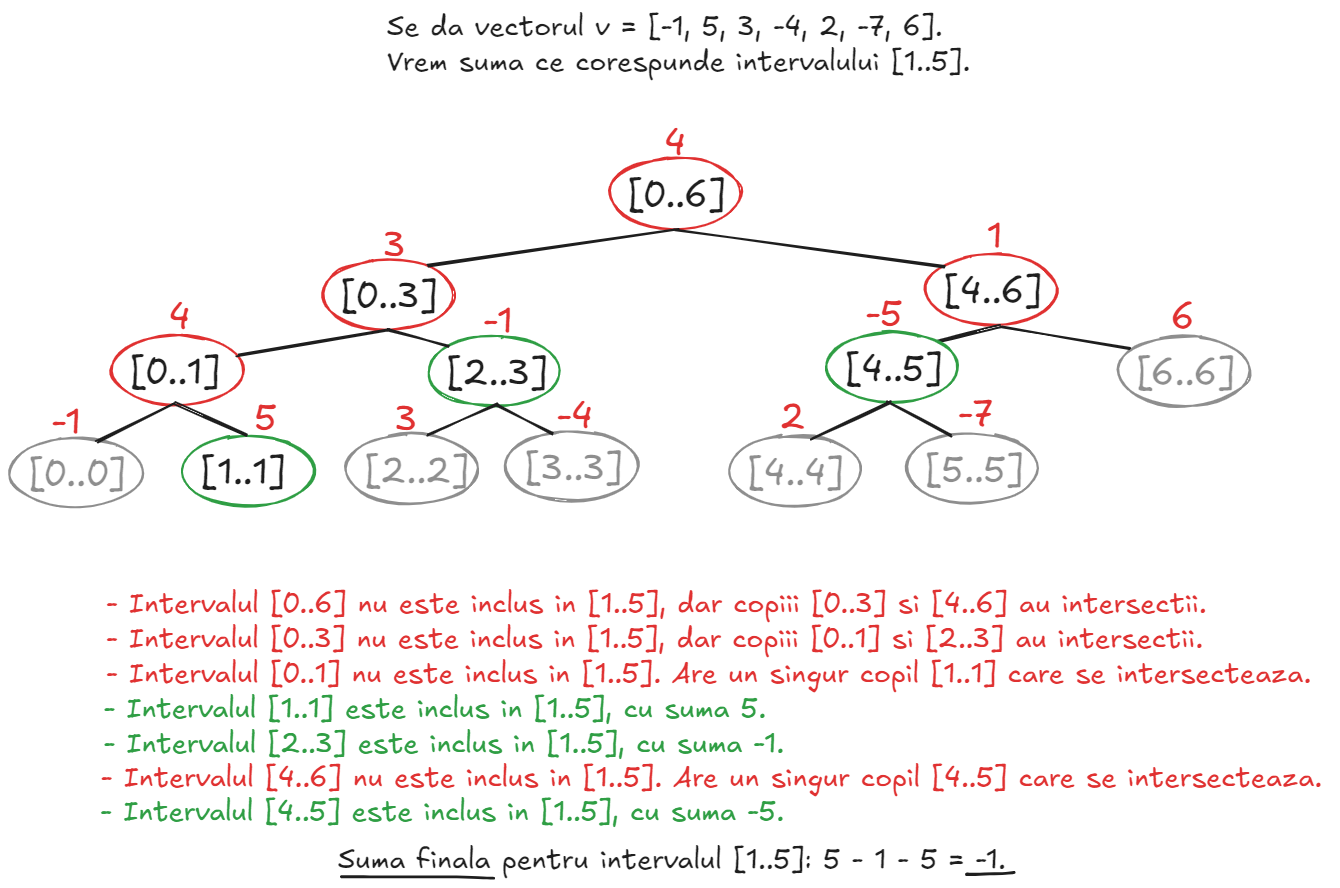 Se da vectorul v = [-1, 5, 3, -4, 2, -7, 6].
Vrem suma ce corespunde intervalului [1..5].
4
[0..6]
3
[0..3]
1
[4..6]
4
[0..1]
-1
[2..3]
-5
[4..5]
6
[6..6]
-1
[0..0]
5
[1..1]
3
[2..2]
-4
[3..3]
2
[4..4]
-7
[5..5]
- Intervalul [0..6] nu este inclus in [1..5], dar copiii [0..3] si [4..6] au intersectii.
- Intervalul [0..3] nu este inclus in [1..5], dar copiii [0..1] si [2..3] au intersectii.
- Intervalul [0..1] nu este inclus in [1..5]. Are un singur copil [1..1] care se intersecteaza.
- Intervalul [1..1] este inclus in [1..5], cu suma 5.
- Intervalul [2..3] este inclus in [1..5], cu suma -1.
- Intervalul [4..6] nu este inclus in [1..5]. Are un singur copil [4..5] care se intersecteaza.
- Intervalul [4..5] este inclus in [1..5], cu suma -5.
Suma finala pentru intervalul [1..5]: 5 - 1 - 5 = -1.